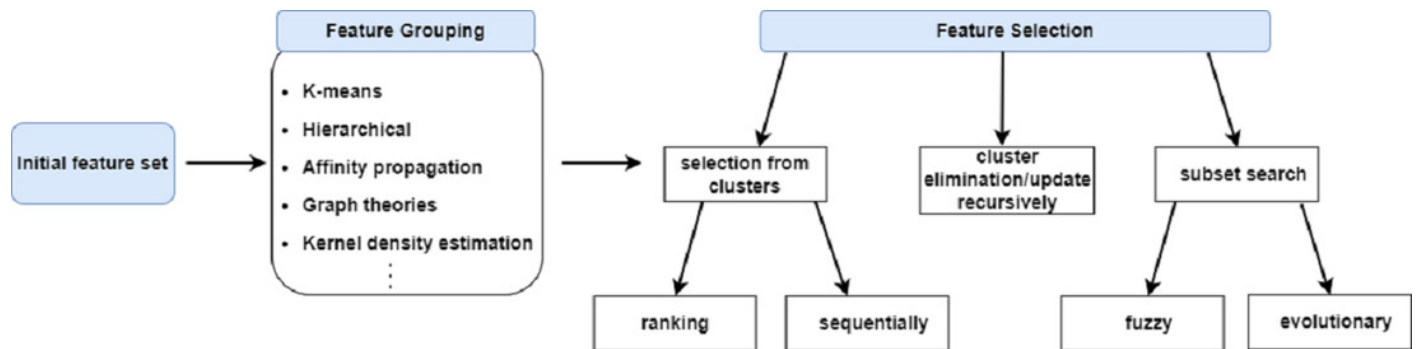 Feature Grouping
Feature Selection
• K-means
• Hierarchical
• Affinity propagation
• Graph theories
• Kernel density estimation
⋮
Initial feature set
selection from
clusters
cluster
elimination/update
recursively
subset search
ranking
sequentially
fuzzy
evolutionary